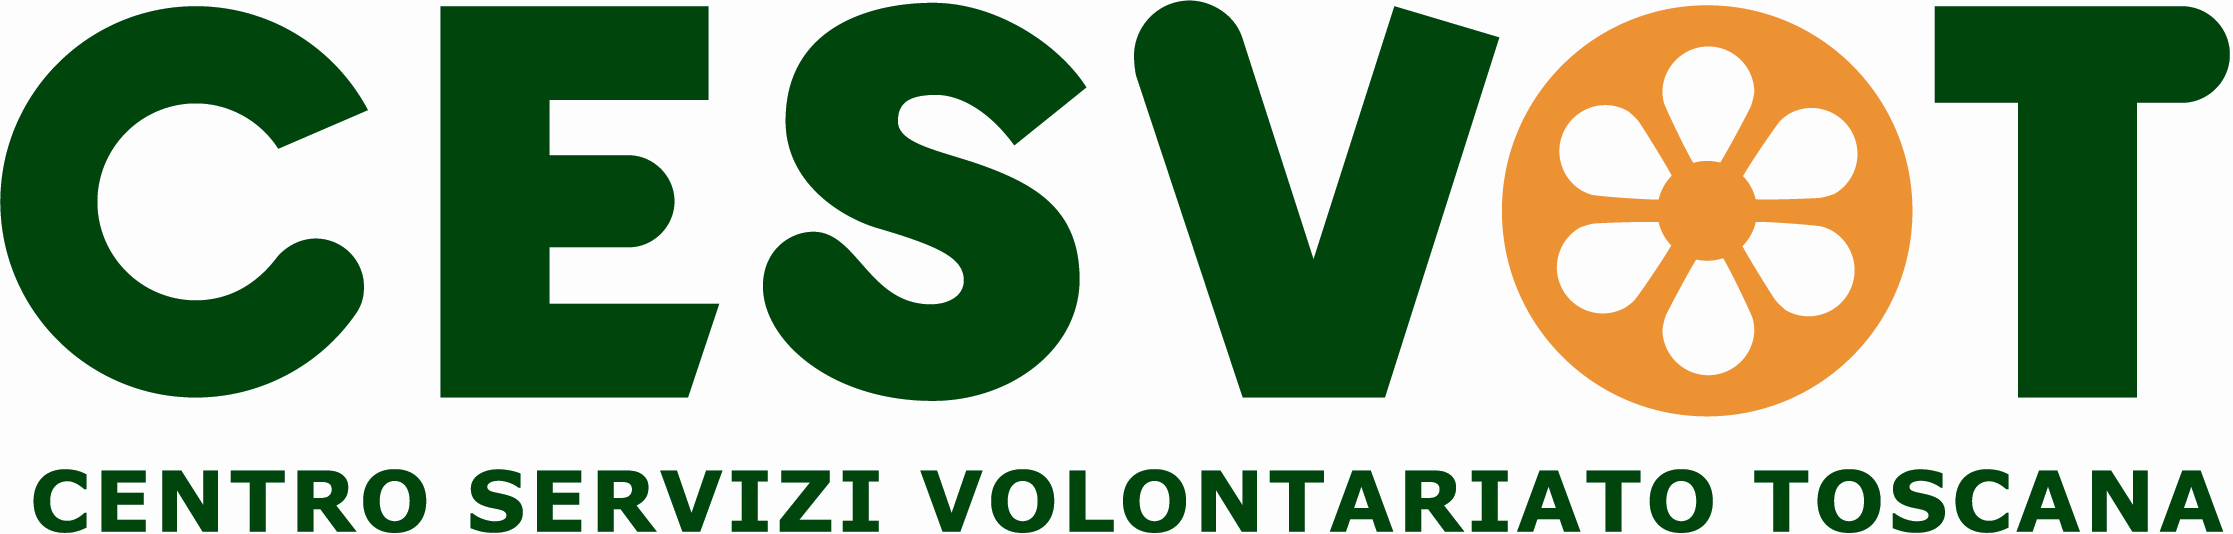 CESVOT
CENTRO SERVIZI VOLONTARIATO TOSCANA